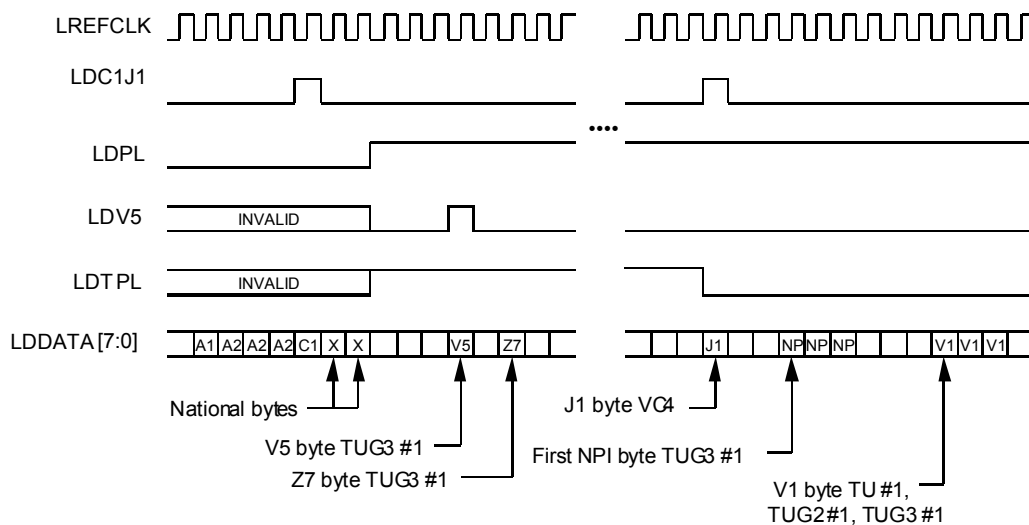 LREFCLK
LDC1J1
LDPL
....
LDV5
INVALID
LDTPL
INVALID
LDDATA[7:0]
A1 A2 A2 A2 C1 X X V5 Z7 J1 NP NP NP V1 V1 V1
National bytes
J1 byte VC4
V5 byte TUG3 #1
First NPI byte TUG3 #1
Z7 byte TUG3 #1
V1 byte TU #1,
TUG2 #1, TUG3 #1